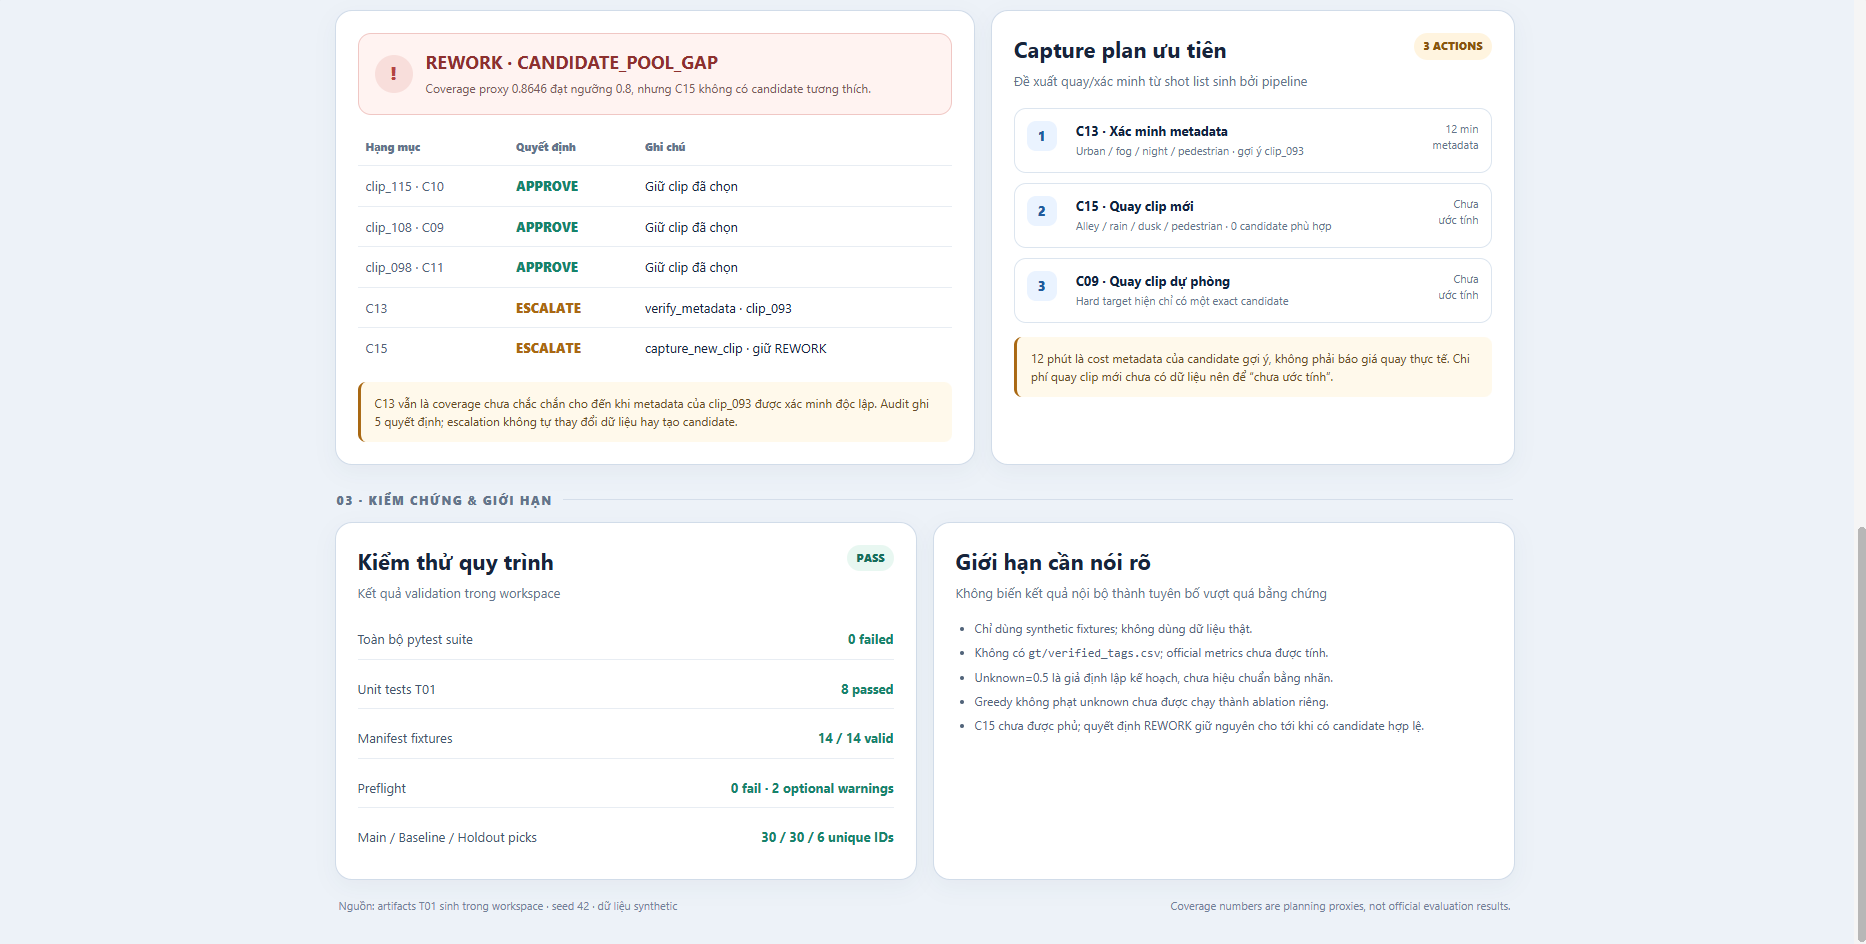 !
REWORK · CANDIDATE_POOL_GAP
Coverage proxy 0.8646 đạt ngưỡng 0.8, nhưng C15 không có candidate tương thích.
Hạng mục Quyết định Ghi chú
clip_115 · C10 APPROVE Giữ clip đã chọn
clip_108 · C09 APPROVE Giữ clip đã chọn
clip_098 · C11 APPROVE Giữ clip đã chọn
C13 ESCALATE verify_metadata · clip_093
C15 ESCALATE capture_new_clip · giữ REWORK
C13 vẫn là coverage chưa chắc chắn cho đến khi metadata của clip_093 được xác minh độc lập. Audit ghi
5 quyết định; escalation không tự thay đổi dữ liệu hay tạo candidate.
Capture plan ưu tiên
3 ACTIONS
Đề xuất quay/xác minh từ shot list sinh bởi pipeline
1
C13 · Xác minh metadata
Urban / fog / night / pedestrian · gợi ý clip_093
12 min
metadata
2
C15 · Quay clip mới
Alley / rain / dusk / pedestrian · 0 candidate phù hợp
Chưa
ước tính
3
C09 · Quay clip dự phòng
Hard target hiện chỉ có một exact candidate
Chưa
ước tính
12 phút là cost metadata của candidate gợi ý, không phải báo giá quay thực tế. Chi
phí quay clip mới chưa có dữ liệu nên để “chưa ước tính”.
03 · KIỂM CHỨNG & GIỚI HẠN
Kiểm thử quy trình
PASS
Kết quả validation trong workspace
Toàn bộ pytest suite 0 failed
Unit tests T01 8 passed
Manifest fixtures 14 / 14 valid
Preflight 0 fail · 2 optional warnings
Main / Baseline / Holdout picks 30 / 30 / 6 unique IDs
Giới hạn cần nói rõ
Không biến kết quả nội bộ thành tuyên bố vượt quá bằng chứng
• Chỉ dùng synthetic fixtures; không dùng dữ liệu thật.
• Không có gt/verified_tags.csv; official metrics chưa được tính.
• Unknown=0.5 là giả định lập kế hoạch, chưa hiệu chuẩn bằng nhãn.
• Greedy không phạt unknown chưa được chạy thành ablation riêng.
• C15 chưa được phủ; quyết định REWORK giữ nguyên cho tới khi có candidate hợp lệ.
Nguồn: artifacts T01 sinh trong workspace · seed 42 · dữ liệu synthetic
Coverage numbers are planning proxies, not official evaluation results.